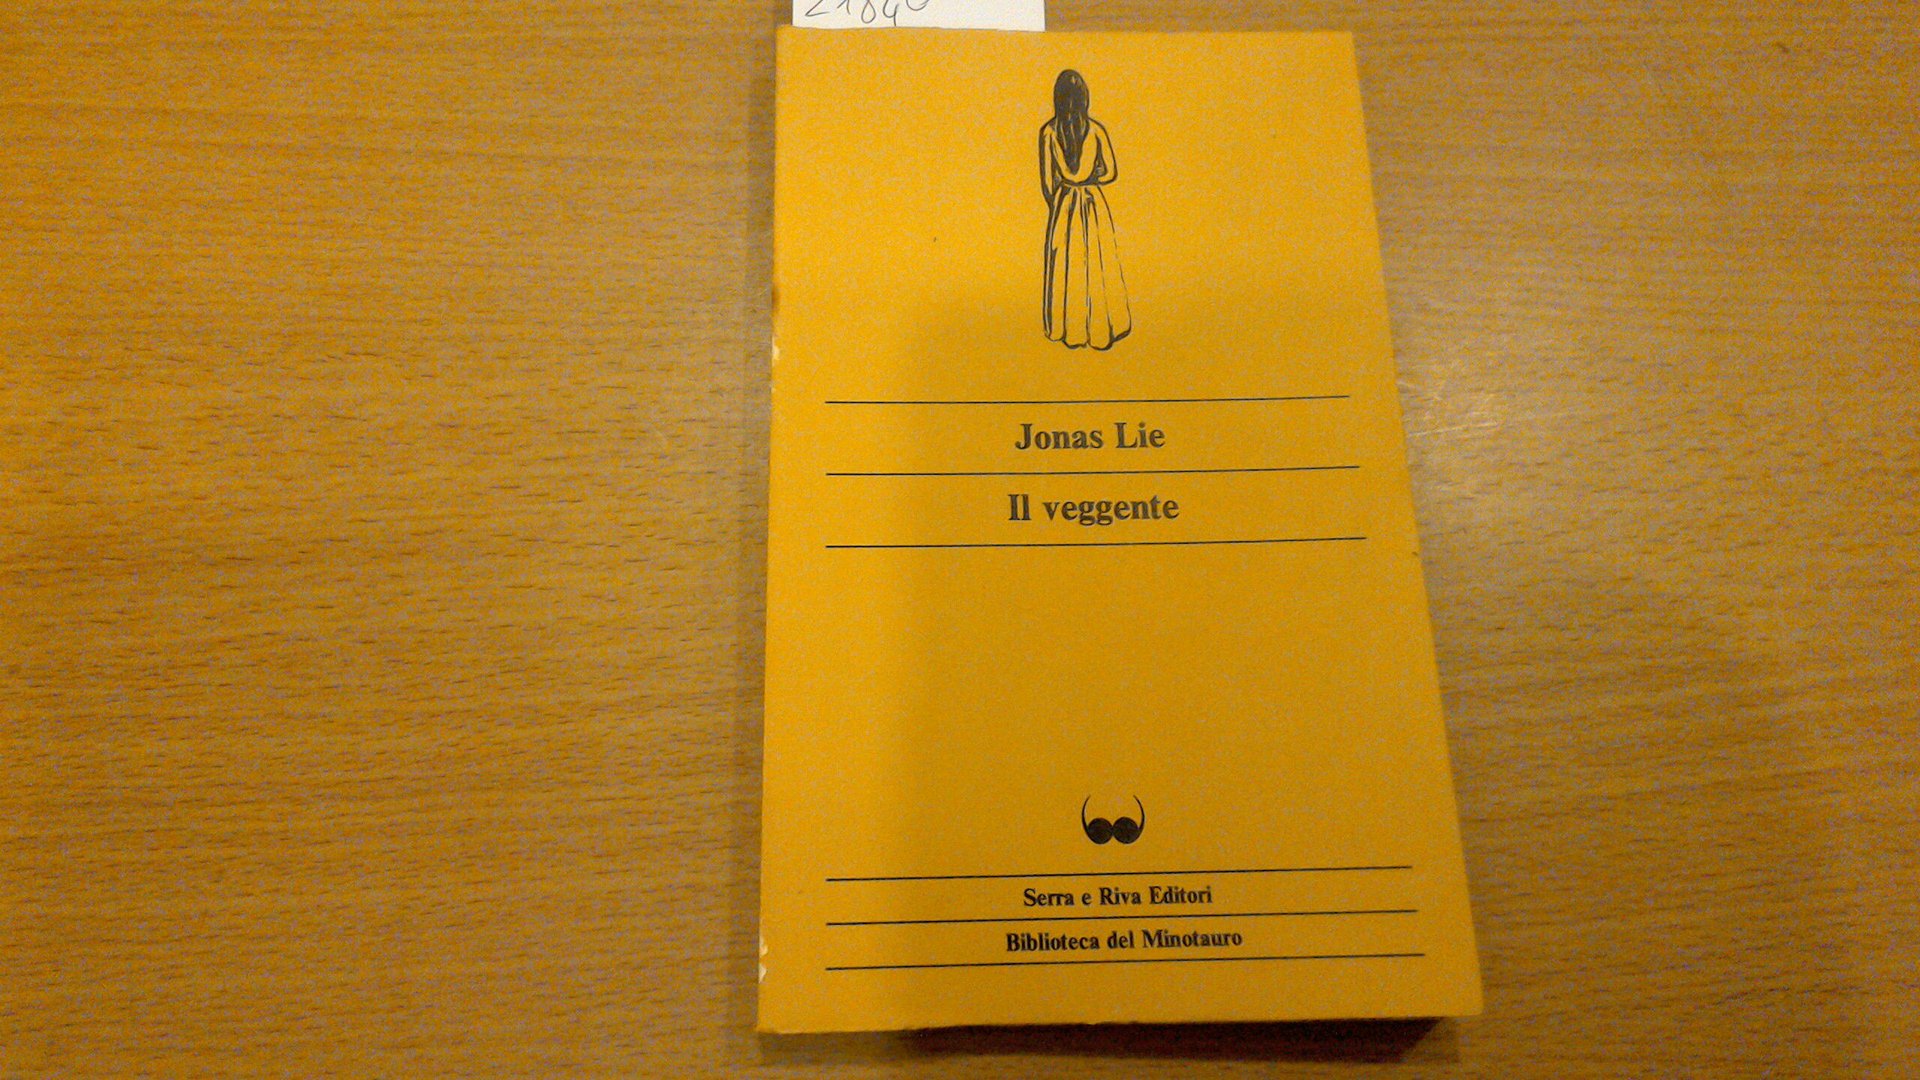 Jonas Lie
Il veggente
Serra e Riva Editori
Biblioteca del Minotauro